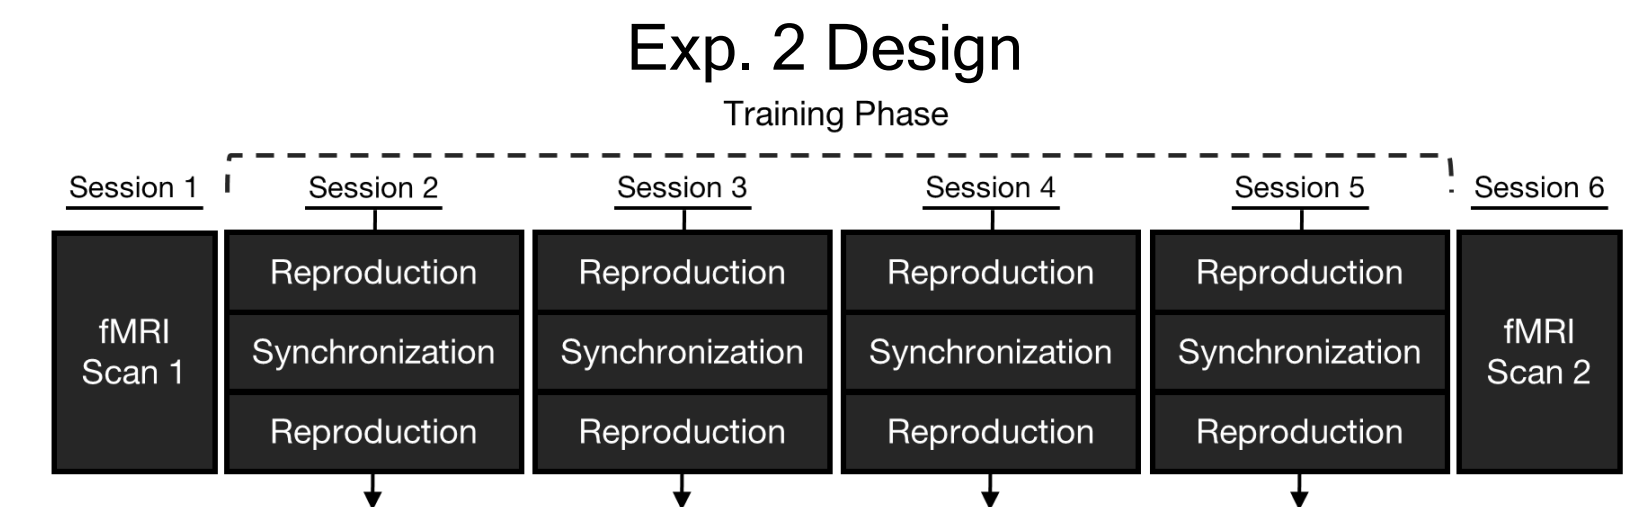 Exp. 2 Design
Training Phase
Session 1
Session 2
Session 3
Session 4
Session 5
Session 6
fMRI
Scan 1
Reproduction
Synchronization
Reproduction
Reproduction
Synchronization
Reproduction
Reproduction
Synchronization
Reproduction
Reproduction
Synchronization
Reproduction
fMRI
Scan 2